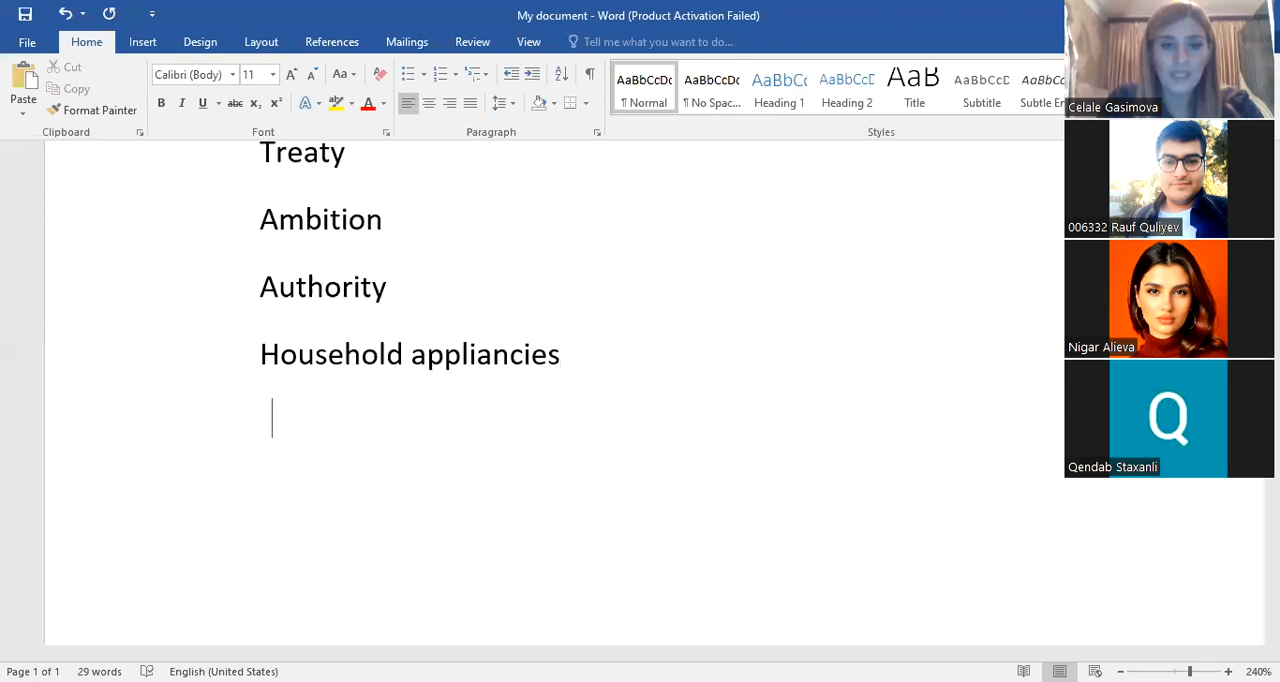 My document - Word (Product Activation Failed)
File Home Insert Design Layout References Mailings Review View Tell me what you want to do...
Paste
Cut
Copy
Format Painter
Clipboard
Calibri (Body) 11
Font
Paragraph
AaBbCcDc AaBbCcDc AaBbCc AaBbCcD AaB AaBbCcD AaBbCcD
¶ Normal ¶ No Spac... Heading 1 Heading 2 Title Subtitle Subtle Em
Styles
Treaty
Ambition
Authority
Household appliancies
Celale Gasimova
006332 Rauf Quliyev
Nigar Alieva
Q
Qendab Staxanli
Page 1 of 1 29 words English (United States) 240%